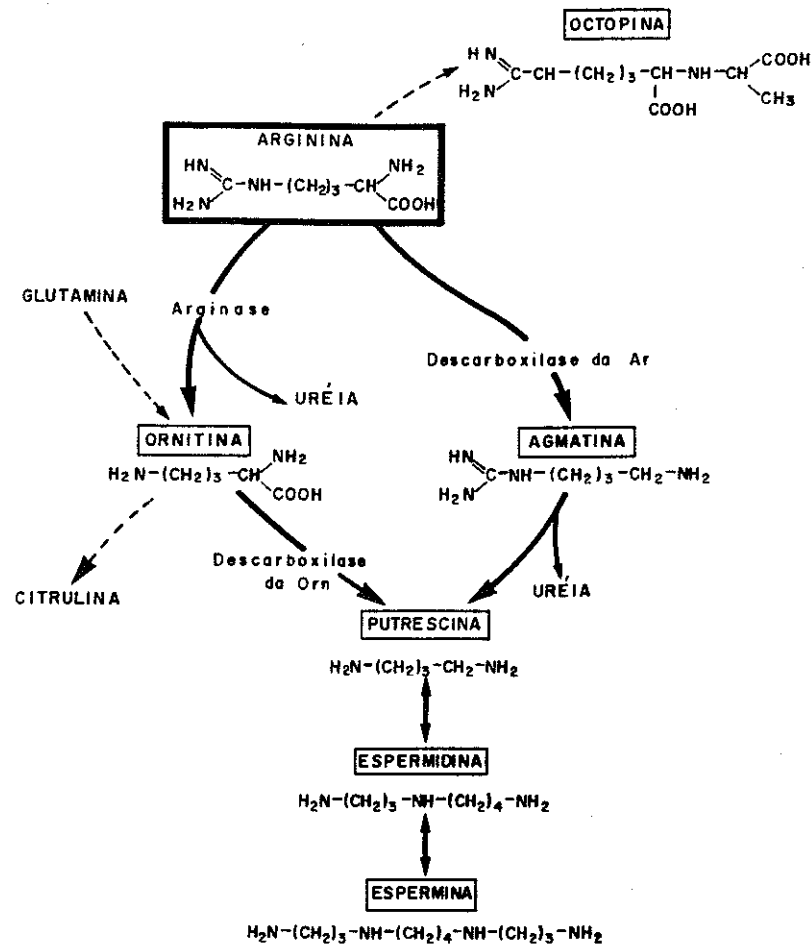 OCTOPINA
HN
H₂N C-CH-(CH₂)₃-CH-NH-CH COOH
COOH CH₃
ARGININA
HN
H₂N C-NH-(CH₂)₃-CH NH₂
COOH
GLUTAMINA
Arginase
Descarboxilase da Ar
URÉIA
ORNITINA
H₂N-(CH₂)₃-CH NH₂
COOH
AGMATINA
HN
H₂N C-NH-(CH₂)₃-CH₂-NH₂
Descarboxilase
da Orn
CITRULINA
URÉIA
PUTRESCINA
H₂N-(CH₂)₃-CH₂-NH₂
ESPERMIDINA
H₂N-(CH₂)₃-NH-(CH₂)₄-NH₂
ESPERMINA
H₂N-(CH₂)₃-NH-(CH₂)₄-NH-(CH₂)₃-NH₂